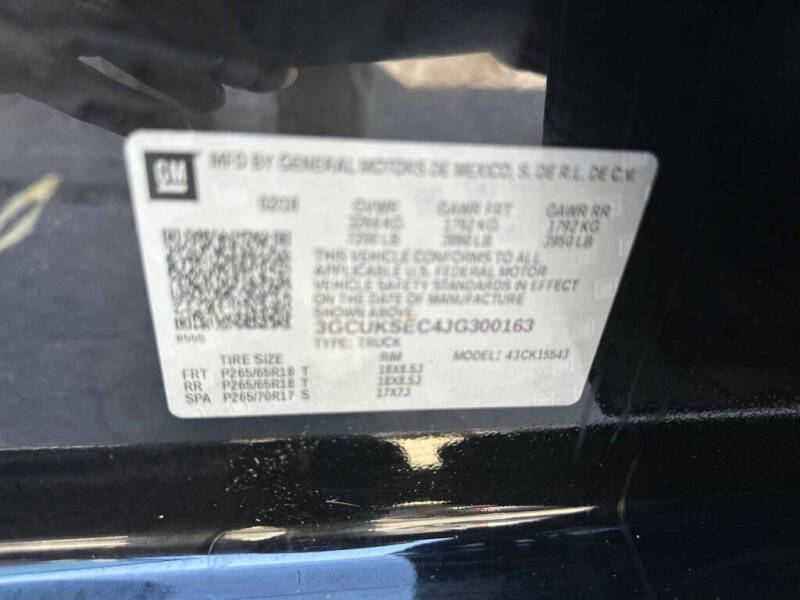 GM MFD BY GENERAL MOTORS DE MEXICO, S. DE R.L. DE C.V.
02/18 GVWR GAWR FRT GAWR RR
KG 1792 KG 1792 KG
LB 3950 LB 3950 LB
THIS VEHICLE CONFORMS TO ALL
APPLICABLE U.S. FEDERAL MOTOR
VEHICLE SAFETY STANDARDS IN EFFECT
ON THE DATE OF MANUFACTURE
SHOWN ABOVE.
3GCUKSEC4JG300163
TYPE: TRUCK MODEL: 43CK15543
TIRE SIZE RIM
FRT P265/65R18 T 18X8.5J
RR P265/65R18 T 18X8.5J
SPA P265/70R17 S 17X7J